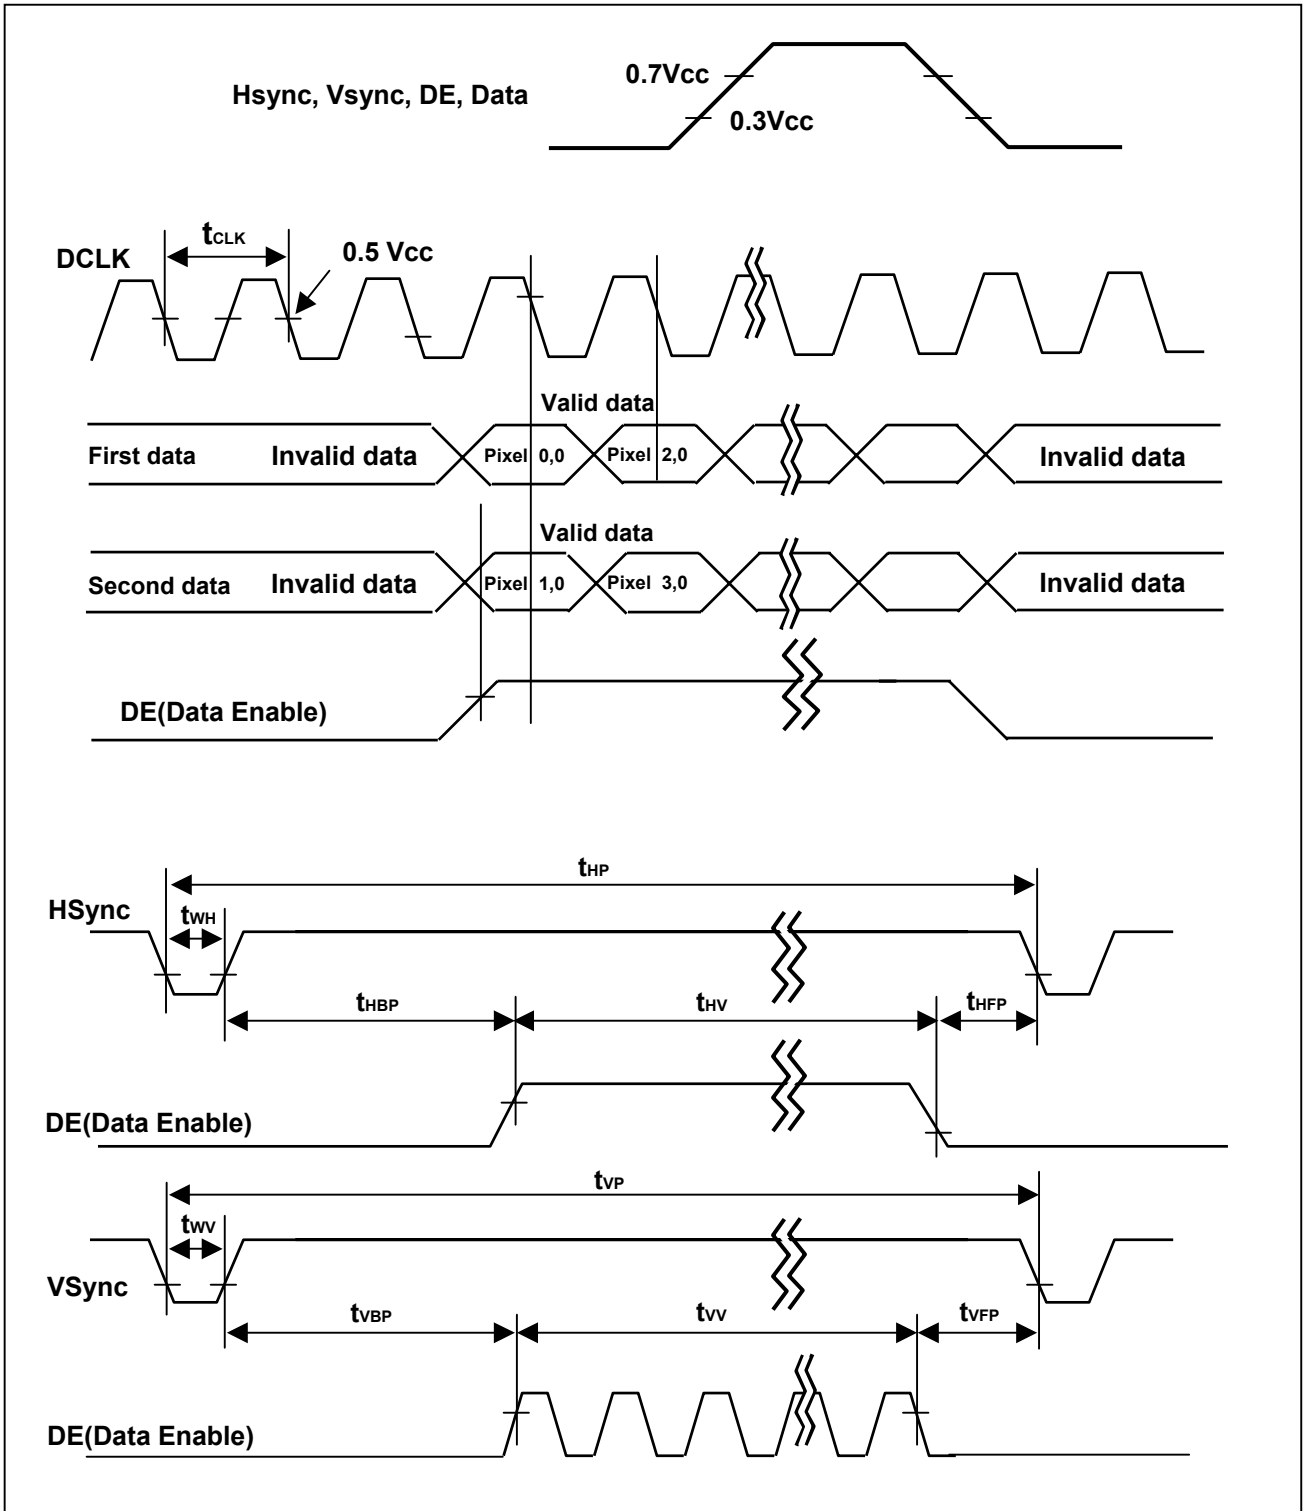 0.7Vcc
Hsync, Vsync, DE, Data
0.3Vcc
tCLK
DCLK
0.5 Vcc
Valid data
First data Invalid data Pixel 0,0 Pixel 2,0 Invalid data
Valid data
Second data Invalid data Pixel 1,0 Pixel 3,0 Invalid data
DE(Data Enable)
tHP
HSync
tWH
tHBP tHV tHFP
DE(Data Enable)
tVP
tWV
VSync
tVBP tVV tVFP
DE(Data Enable)